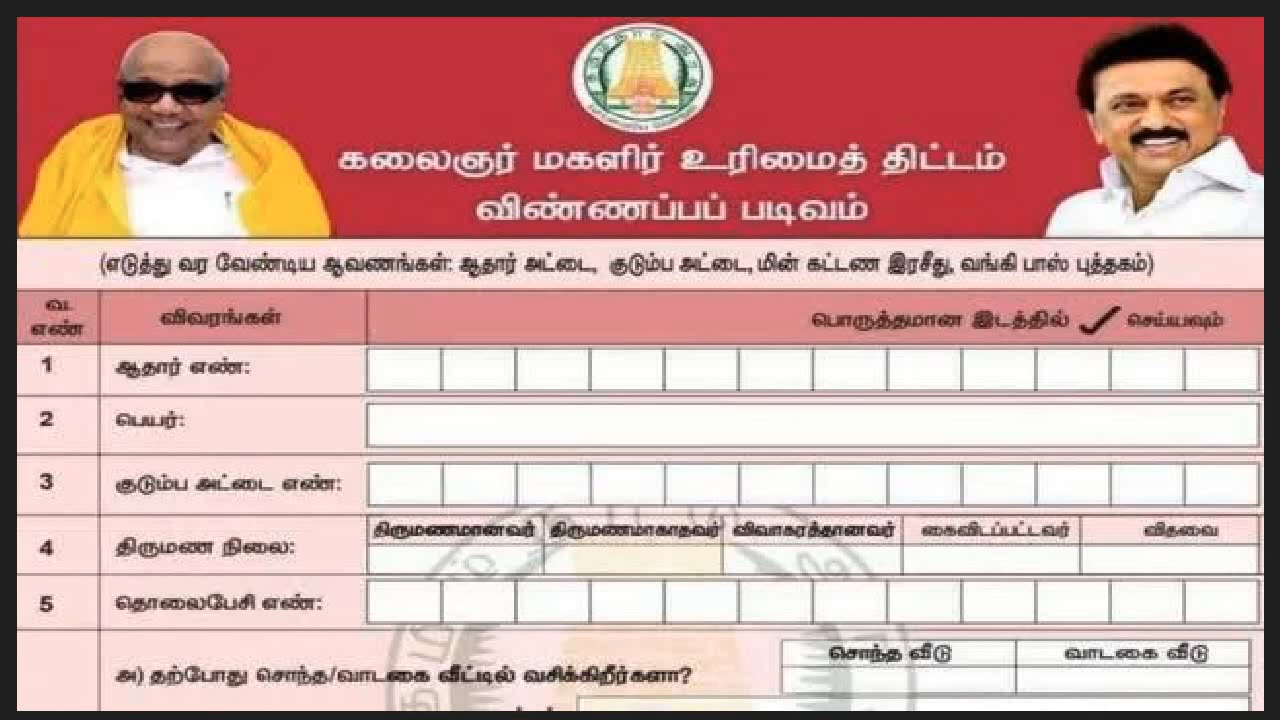 கலைஞர் மகளிர் உரிமைத் திட்டம்
விண்ணப்பப் படிவம்
(எடுத்து வர வேண்டிய ஆவணங்கள்: ஆதார் அட்டை, குடும்ப அட்டை, மின் கட்டண இரசீது, வங்கி பாஸ் புத்தகம்)
வ. எண் விவரங்கள் பொருத்தமான இடத்தில் ✓ செய்யவும்
1 ஆதார் எண்:
2 பெயர்:
3 குடும்ப அட்டை எண்:
4 திருமண நிலை: திருமணமானவர் திருமணமாகாதவர் விவாகரத்தானவர் கைவிடப்பட்டவர் விதவை
5 தொலைபேசி எண்:
அ) தற்போது சொந்த/வாடகை வீட்டில் வசிக்கிறீர்களா? சொந்த வீடு வாடகை வீடு